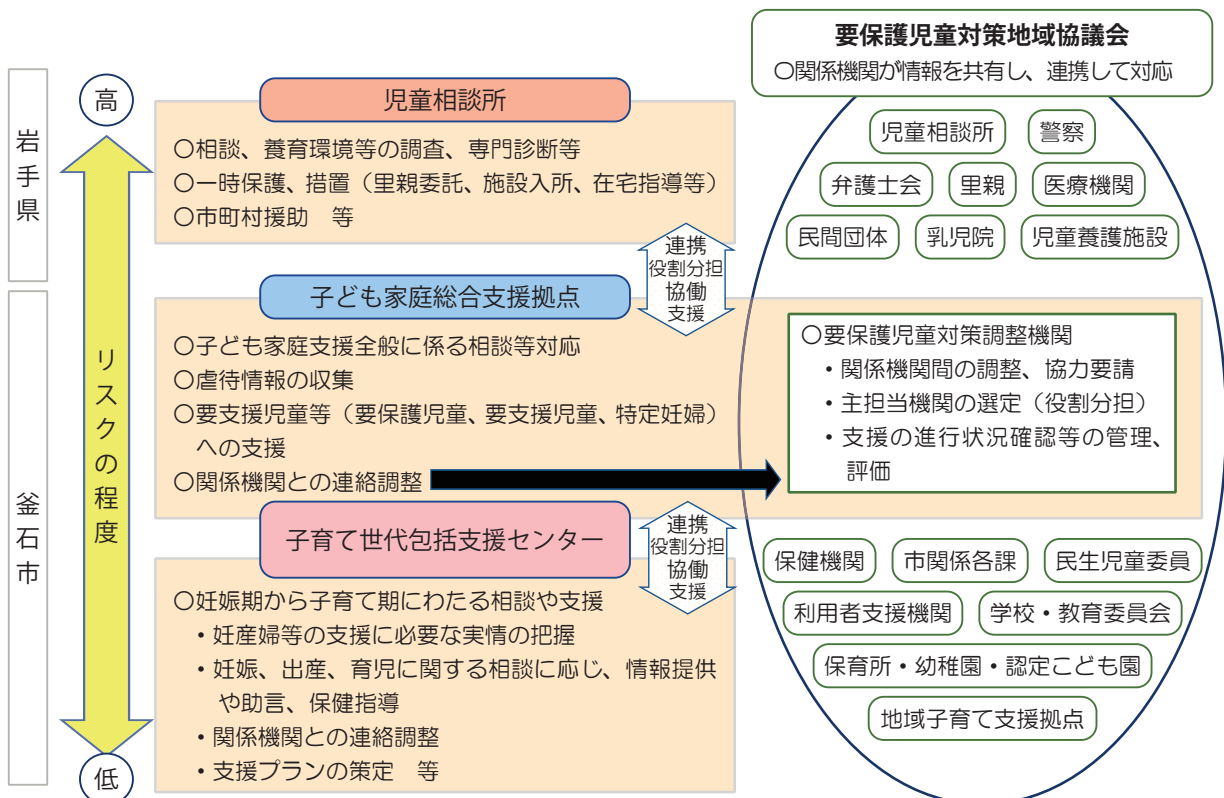 要保護児童対策地域協議会
○関係機関が情報を共有し、連携して対応
岩手県
高
児童相談所
○相談、養育環境等の調査、専門診断等
○一時保護、措置（里親委託、施設入所、在宅指導等）
○市町村援助　等
児童相談所
警察
弁護士会
里親
医療機関
民間団体
乳児院
児童養護施設
連携
役割分担
協働
支援
釜石市
リスクの程度
子ども家庭総合支援拠点
○子ども家庭支援全般に係る相談等対応
○虐待情報の収集
○要支援児童等（要保護児童、要支援児童、特定妊婦）
への支援
○関係機関との連絡調整
○要保護児童対策調整機関
・関係機関間の調整、協力要請
・主担当機関の選定（役割分担）
・支援の進行状況確認等の管理、
評価
連携
役割分担
協働
支援
子育て世代包括支援センター
○妊娠期から子育て期にわたる相談や支援
・妊産婦等の支援に必要な実情の把握
・妊娠、出産、育児に関する相談に応じ、情報提供
や助言、保健指導
・関係機関との連絡調整
・支援プランの策定　等
低
保健機関
市関係各課
民生児童委員
利用者支援機関
学校・教育委員会
保育所・幼稚園・認定こども園
地域子育て支援拠点